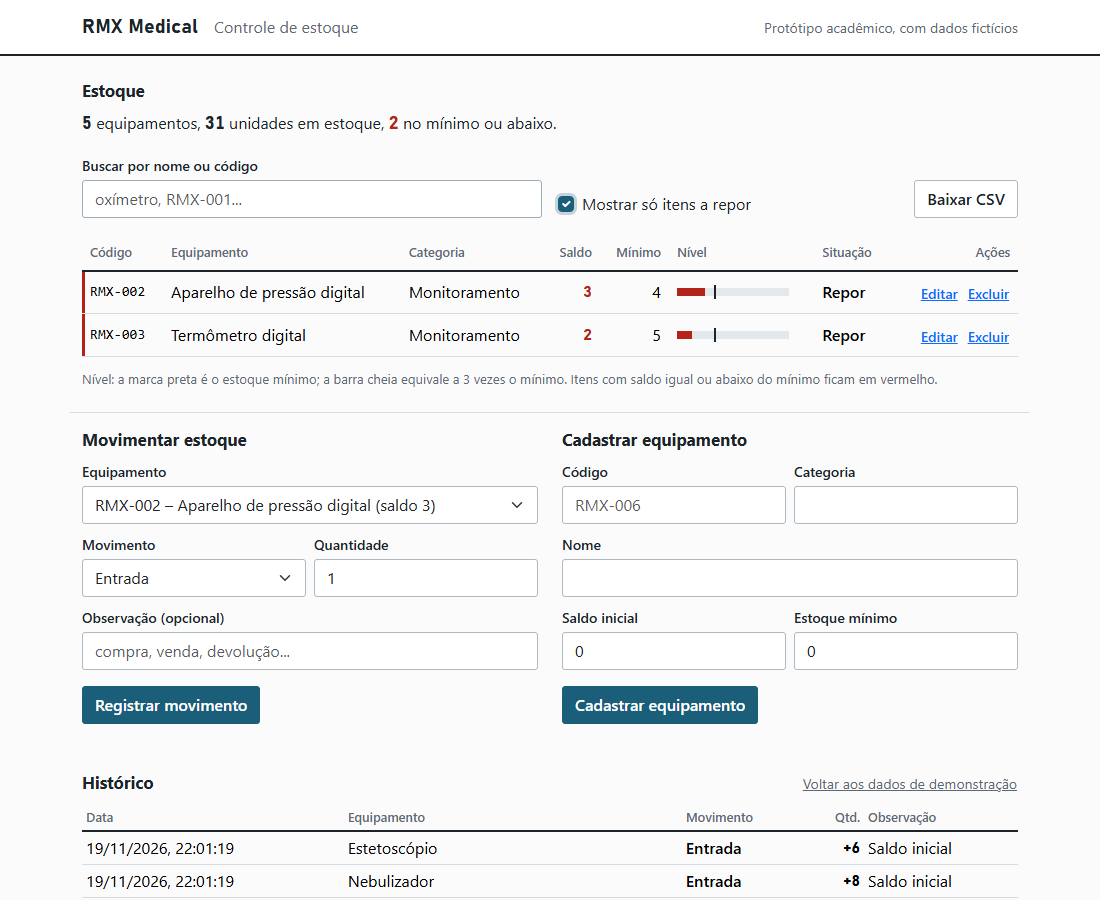 RMX Medical Controle de estoque Protótipo acadêmico, com dados fictícios
Estoque
5 equipamentos, 31 unidades em estoque, 2 no mínimo ou abaixo.
Buscar por nome ou código
oxímetro, RMX-001... Mostrar só itens a repor Baixar CSV
Código Equipamento Categoria Saldo Mínimo Nível Situação Ações
RMX-002 Aparelho de pressão digital Monitoramento 3 4 Repor Editar Excluir
RMX-003 Termômetro digital Monitoramento 2 5 Repor Editar Excluir
Nível: a marca preta é o estoque mínimo; a barra cheia equivale a 3 vezes o mínimo. Itens com saldo igual ou abaixo do mínimo ficam em vermelho.
Movimentar estoque
Equipamento
RMX-002 – Aparelho de pressão digital (saldo 3)
Movimento Quantidade
Entrada 1
Observação (opcional)
compra, venda, devolução...
Registrar movimento
Cadastrar equipamento
Código Categoria
RMX-006
Nome
Saldo inicial Estoque mínimo
0 0
Cadastrar equipamento
Histórico Voltar aos dados de demonstração
Data Equipamento Movimento Qtd. Observação
19/11/2026, 22:01:19 Estetoscópio Entrada +6 Saldo inicial
19/11/2026, 22:01:19 Nebulizador Entrada +8 Saldo inicial